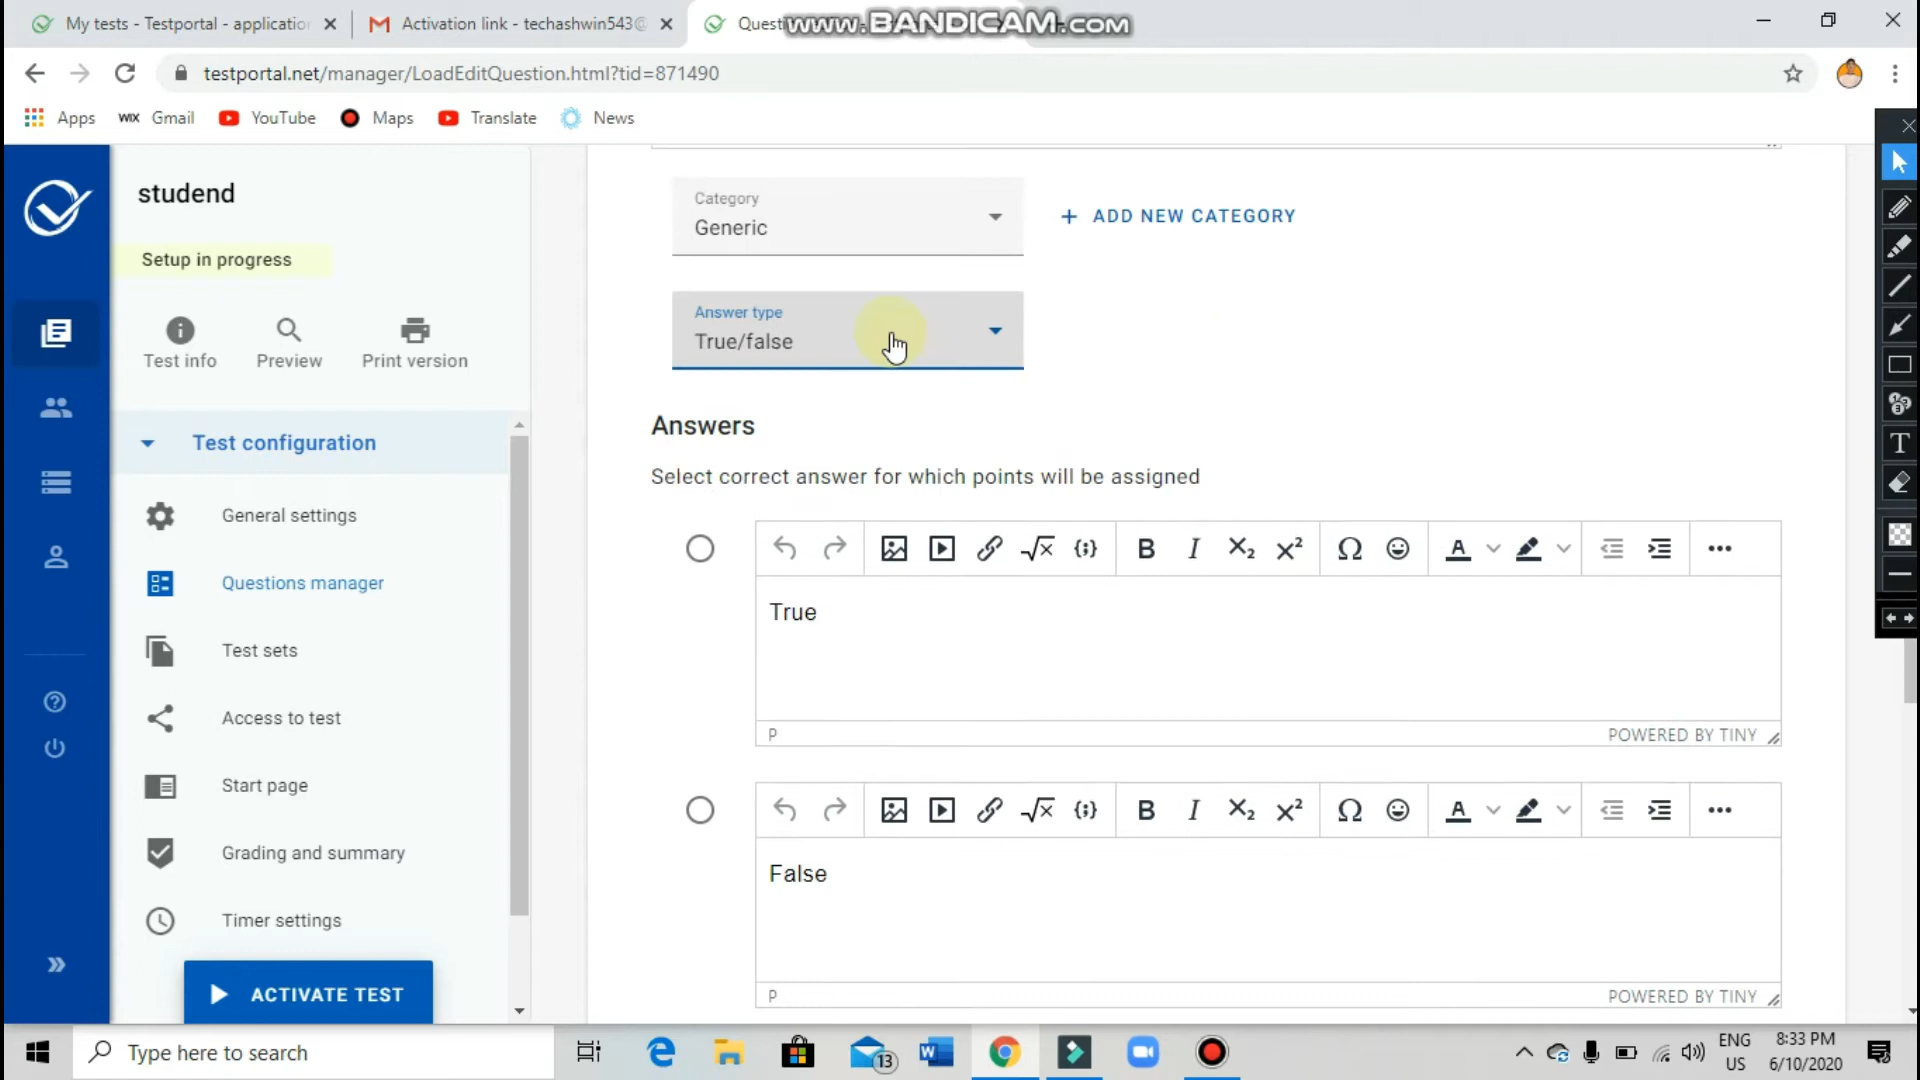 My tests - Testportal - application
Activation link - techashwin543@
Quest
www.BANDICAM.com
testportal.net/manager/LoadEditQuestion.html?tid=871490
Apps
WIX Gmail
YouTube
Maps
Translate
News
studend
Setup in progress
Test info
Preview
Print version
Test configuration
General settings
Questions manager
Test sets
Access to test
Start page
Grading and summary
Timer settings
ACTIVATE TEST
Category
Generic
+ ADD NEW CATEGORY
Answer type
True/false
Answers
Select correct answer for which points will be assigned
True
P
POWERED BY TINY
False
P
POWERED BY TINY
Type here to search
13
ENG
US
8:33 PM
6/10/2020